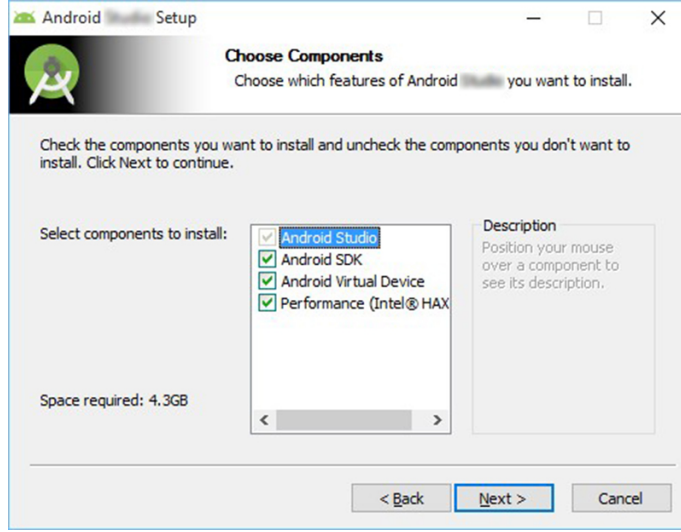 Android Setup
Choose Components
Choose which features of Android you want to install.
Check the components you want to install and uncheck the components you don't want to
install. Click Next to continue.
Select components to install:
Android Studio
Android SDK
Android Virtual Device
Performance (Intel® HAX
Description
Position your mouse
over a component to
see its description.
Space required: 4.3GB
< Back
Next >
Cancel